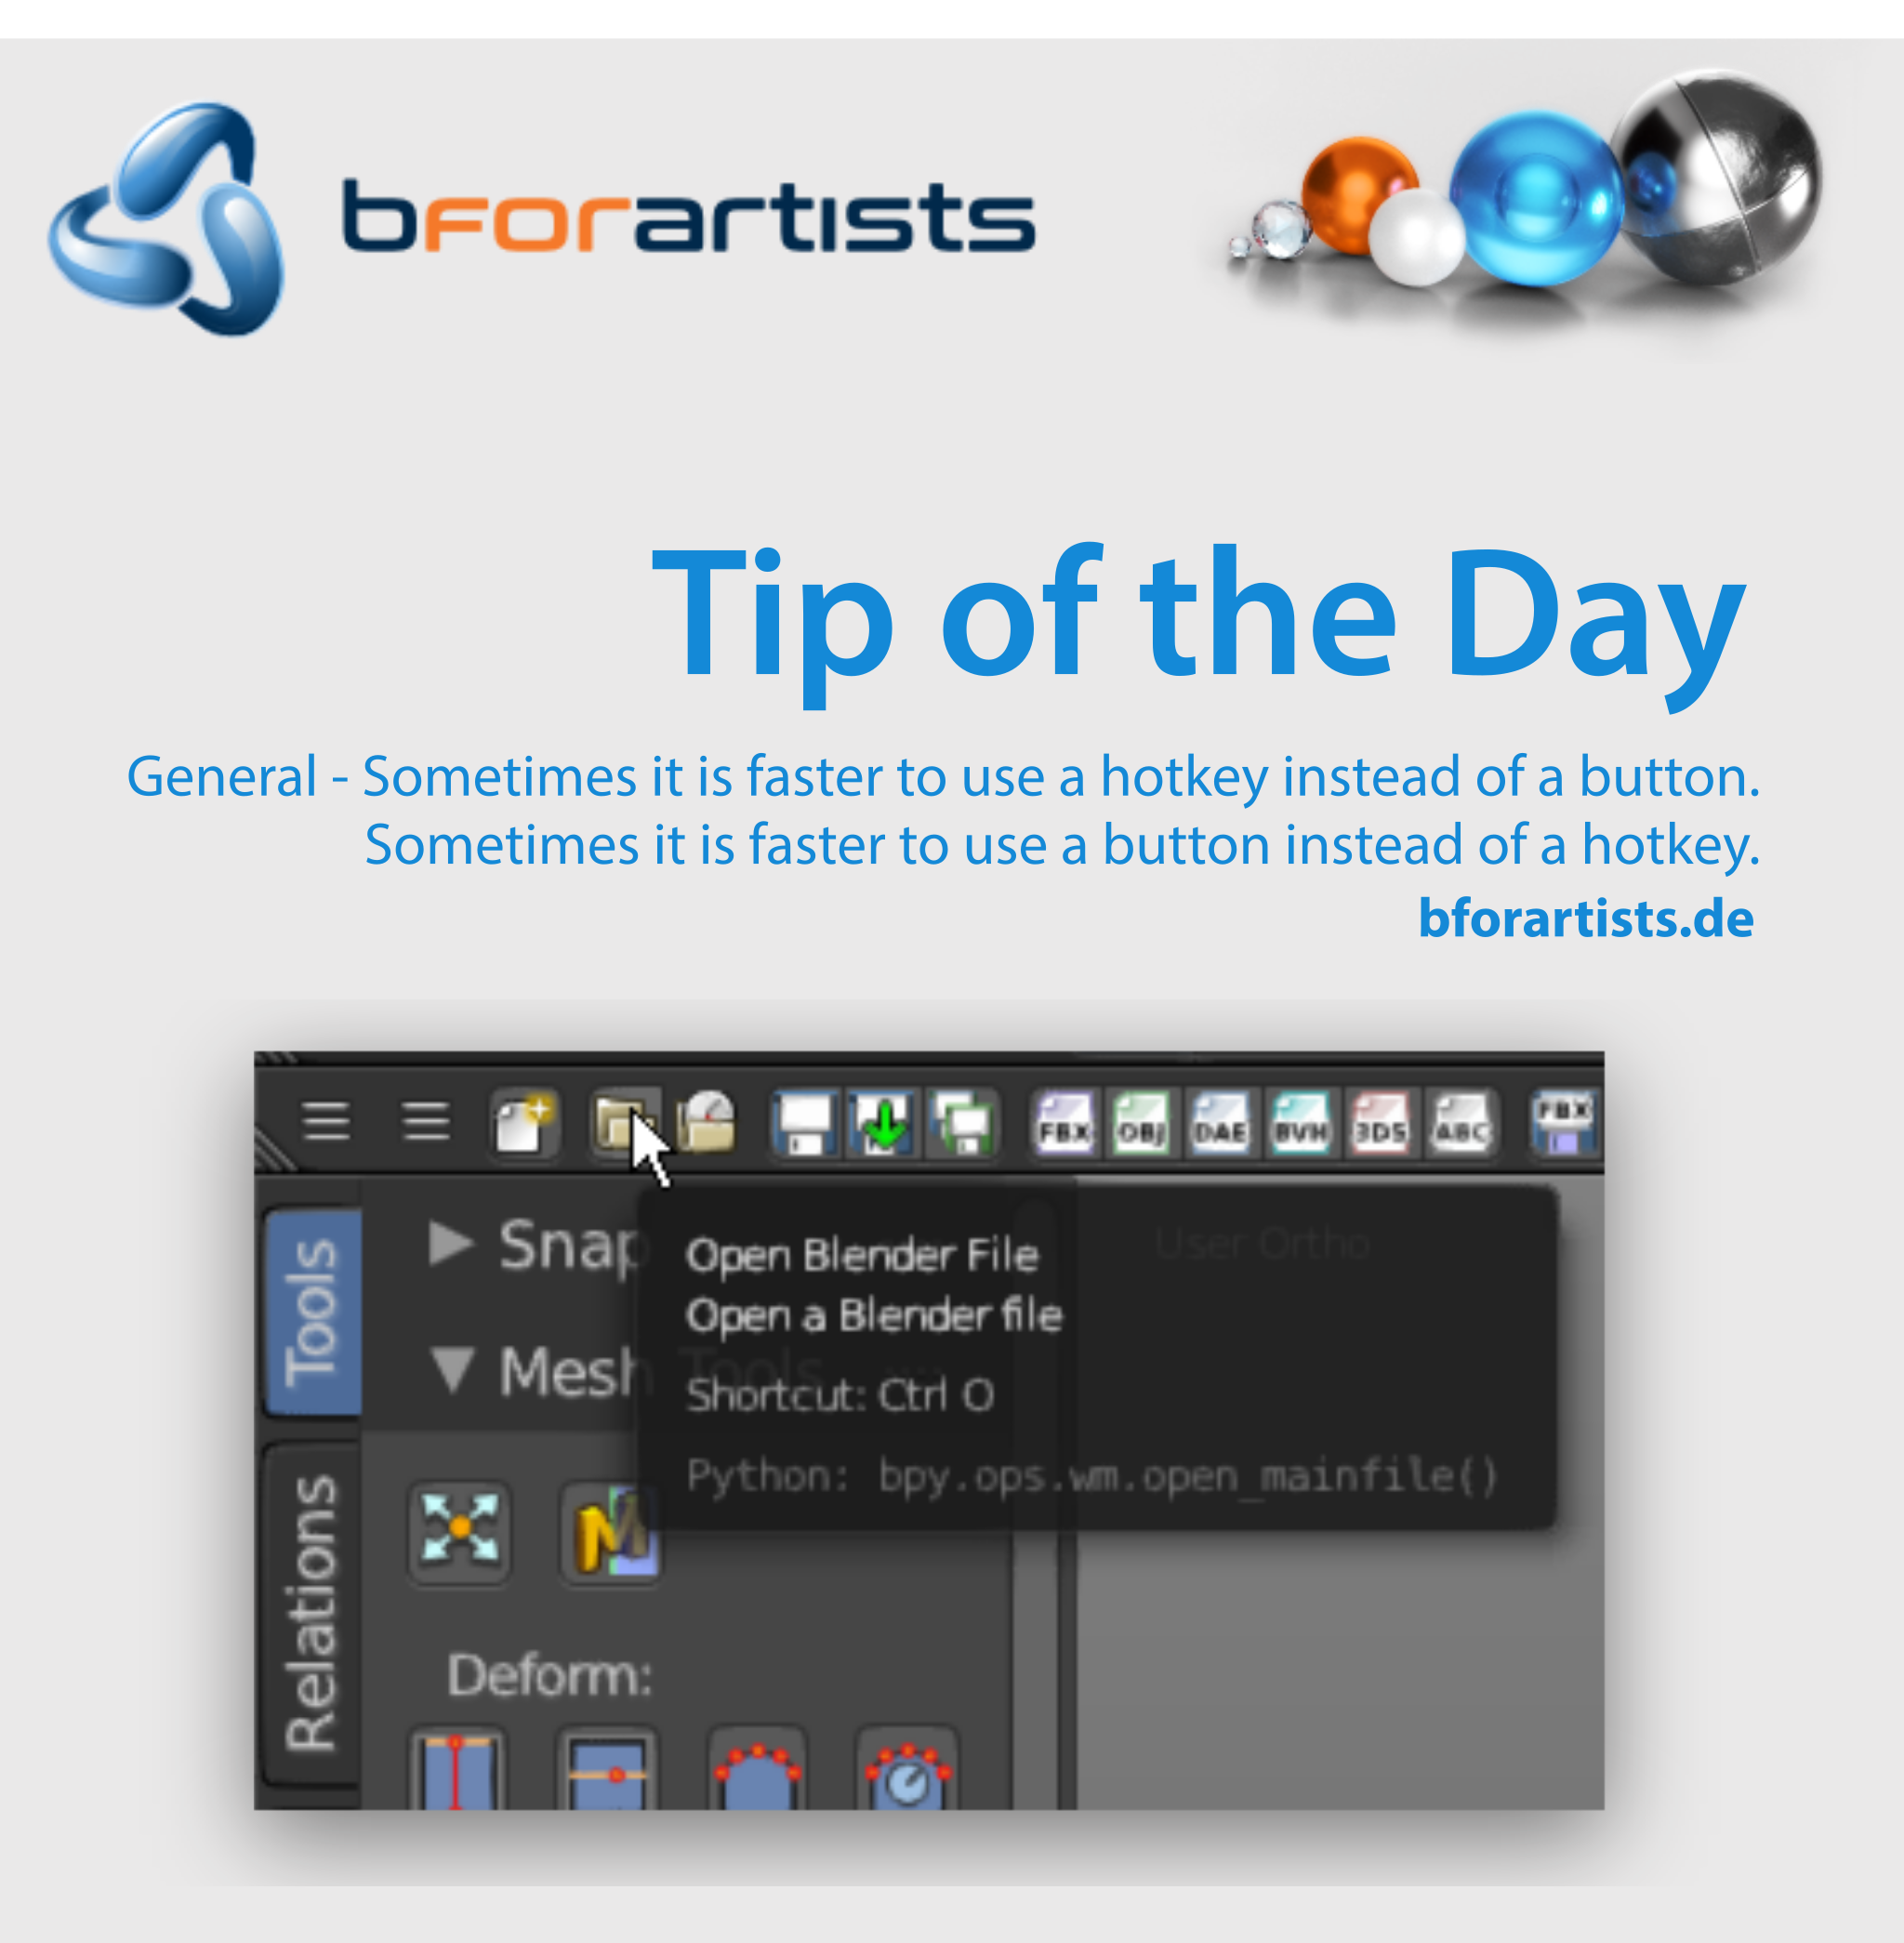 bforartists
Tip of the Day
General - Sometimes it is faster to use a hotkey instead of a button.
Sometimes it is faster to use a button instead of a hotkey.
bforartists.de
FBX OBJ DAE BVH 3DS ABC FBX
Tools
Relations
Snap
User Ortho
Open Blender File
Open a Blender file
Mesh Tools
Shortcut: Ctrl O
Python: bpy.ops.wm.open_mainfile()
Deform: